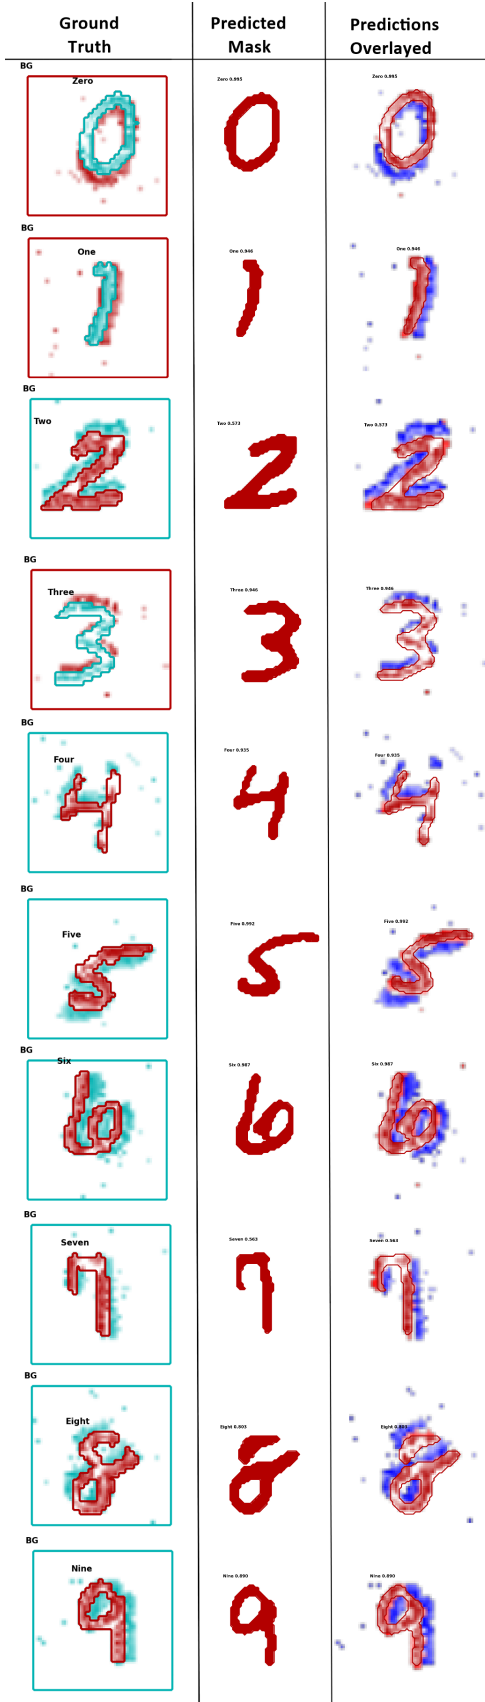 Ground Truth
Predicted Mask
Predictions Overlayed
BG
Zero
Zero 0.995
Zero 0.995
BG
One
One 0.946
One 0.946
BG
Two
Two 0.573
Two 0.573
BG
Three
Three 0.946
Three 0.946
BG
Four
Four 0.935
Four 0.935
BG
Five
Five 0.992
Five 0.992
BG
Six
Six 0.987
Six 0.987
BG
Seven
Seven 0.563
Seven 0.563
BG
Eight
Eight 0.803
Eight
BG
Nine
Nine 0.890
Nine 0.890